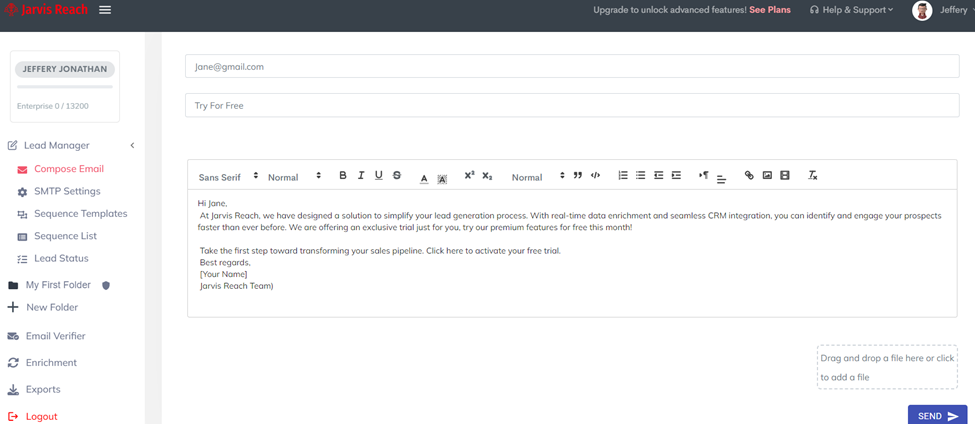 Jarvis Reach
Upgrade to unlock advanced features! See Plans
Help & Support
Jeffery
JEFFERY JONATHAN
Enterprise 0 / 13200
Lead Manager
Compose Email
SMTP Settings
Sequence Templates
Sequence List
Lead Status
My First Folder
New Folder
Email Verifier
Enrichment
Exports
Logout
Jane@gmail.com
Try For Free
Sans Serif Normal B I U S A A X² X₂ Normal ” </>
Hi Jane,
At Jarvis Reach, we have designed a solution to simplify your lead generation process. With real-time data enrichment and seamless CRM integration, you can identify and engage your prospects
faster than ever before. We are offering an exclusive trial just for you, try our premium features for free this month!
Take the first step toward transforming your sales pipeline. Click here to activate your free trial.
Best regards,
[Your Name]
Jarvis Reach Team)
Drag and drop a file here or click
to add a file
SEND